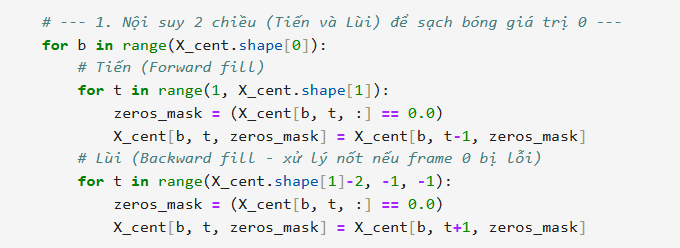 # --- 1. Nội suy 2 chiều (Tiến và Lùi) để sạch bóng giá trị 0 ---
for b in range(X_cent.shape[0]):
    # Tiến (Forward fill)
    for t in range(1, X_cent.shape[1]):
        zeros_mask = (X_cent[b, t, :] == 0.0)
        X_cent[b, t, zeros_mask] = X_cent[b, t-1, zeros_mask]
    # Lùi (Backward fill - xử lý nốt nếu frame 0 bị lỗi)
    for t in range(X_cent.shape[1]-2, -1, -1):
        zeros_mask = (X_cent[b, t, :] == 0.0)
        X_cent[b, t, zeros_mask] = X_cent[b, t+1, zeros_mask]